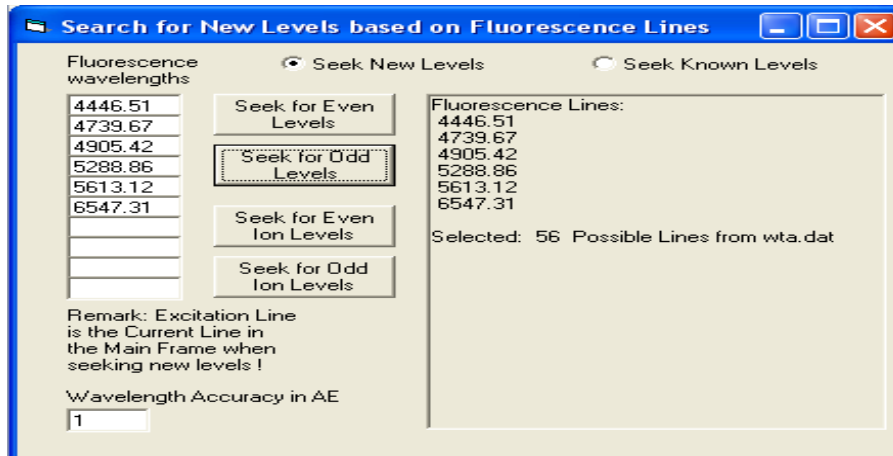 Search for New Levels based on Fluorescence Lines
Fluorescence
wavelengths
Seek New Levels
Seek Known Levels
4446.51
4739.67
4905.42
5288.86
5613.12
6547.31
Seek for Even
Levels
Seek for Odd
Levels
Seek for Even
Ion Levels
Seek for Odd
Ion Levels
Remark: Excitation Line
is the Current Line in
the Main Frame when
seeking new levels !
Wavelength Accuracy in AE
1
Fluorescence Lines:
4446.51
4739.67
4905.42
5288.86
5613.12
6547.31
Selected: 56 Possible Lines from wta.dat